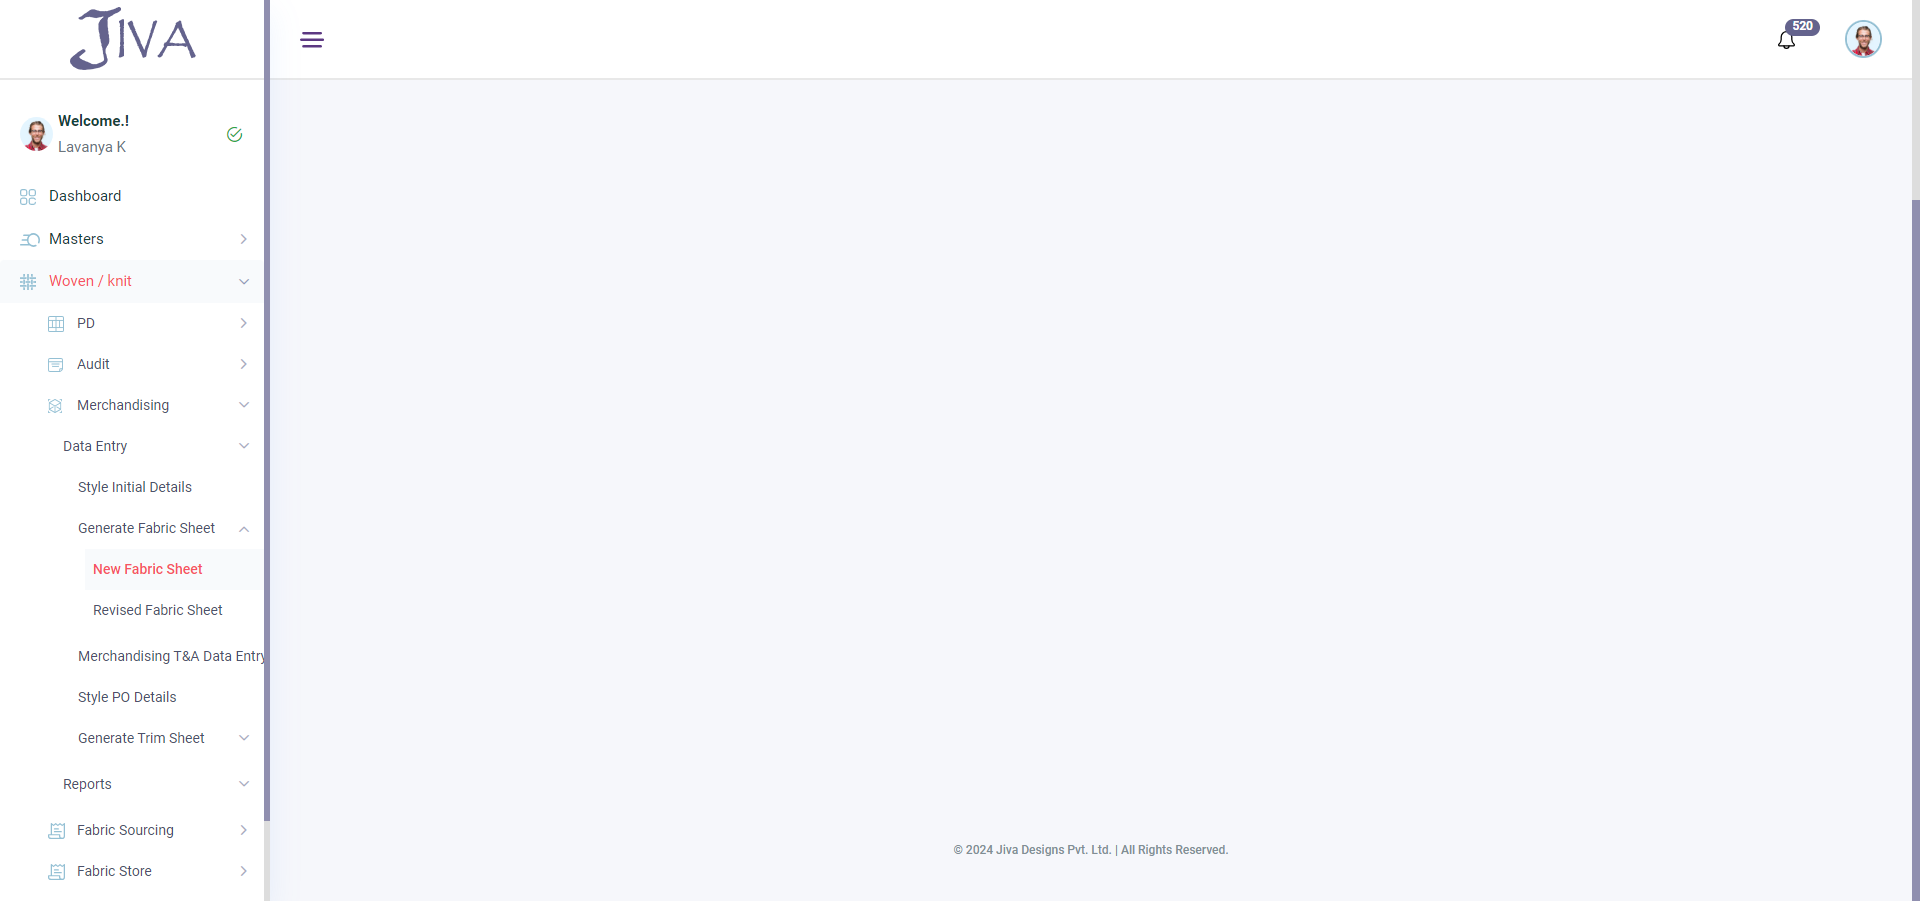 JIVA
520
Welcome.!
Lavanya K
Dashboard
Masters
Woven / knit
PD
Audit
Merchandising
Data Entry
Style Initial Details
Generate Fabric Sheet
New Fabric Sheet
Revised Fabric Sheet
Merchandising T&A Data Entry
Style PO Details
Generate Trim Sheet
Reports
Fabric Sourcing
Fabric Store
© 2024 Jiva Designs Pvt. Ltd. | All Rights Reserved.